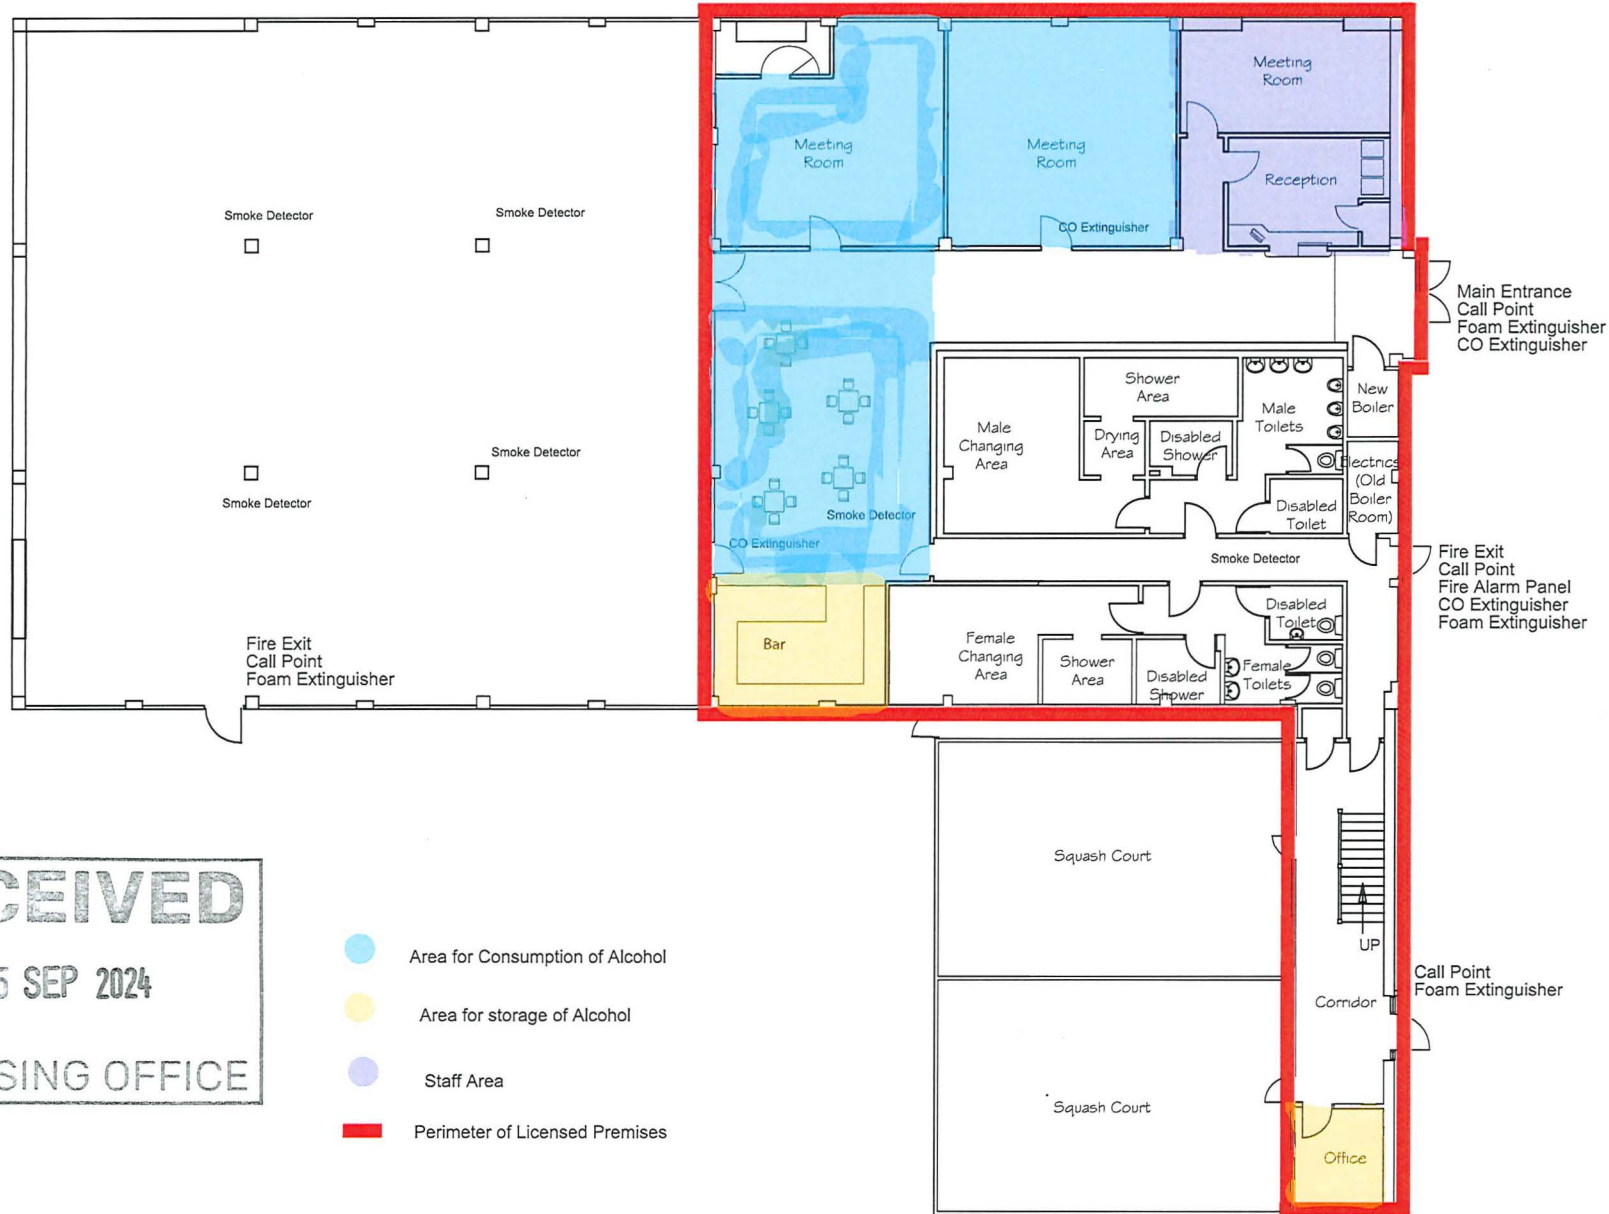 Meeting
Room
Meeting
Room
Meeting
Room
Reception
CO Extinguisher
Smoke Detector
Smoke Detector
Main Entrance
Call Point
Foam Extinguisher
CO Extinguisher
Shower
Area
Male
Toilets
New
Boiler
Male
Changing
Area
Drying
Area
Disabled
Shower
Electrics
(Old
Boiler
Room)
Disabled
Toilet
Smoke Detector
Smoke Detector
Smoke Detector
CO Extinguisher
Smoke Detector
Fire Exit
Call Point
Fire Alarm Panel
CO Extinguisher
Foam Extinguisher
Disabled
Toilet
Bar
Female
Changing
Area
Shower
Area
Disabled
Shower
Female
Toilets
Fire Exit
Call Point
Foam Extinguisher
Squash Court
UP
Call Point
Foam Extinguisher
Corridor
Squash Court
Office
CEIVED
SEP 2024
SING OFFICE
Area for Consumption of Alcohol
Area for storage of Alcohol
Staff Area
Perimeter of Licensed Premises